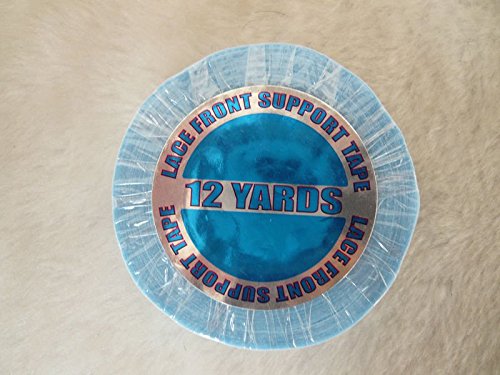 LACE FRONT SUPPORT TAPE
12 YARDS
LACE FRONT SUPPORT TAPE